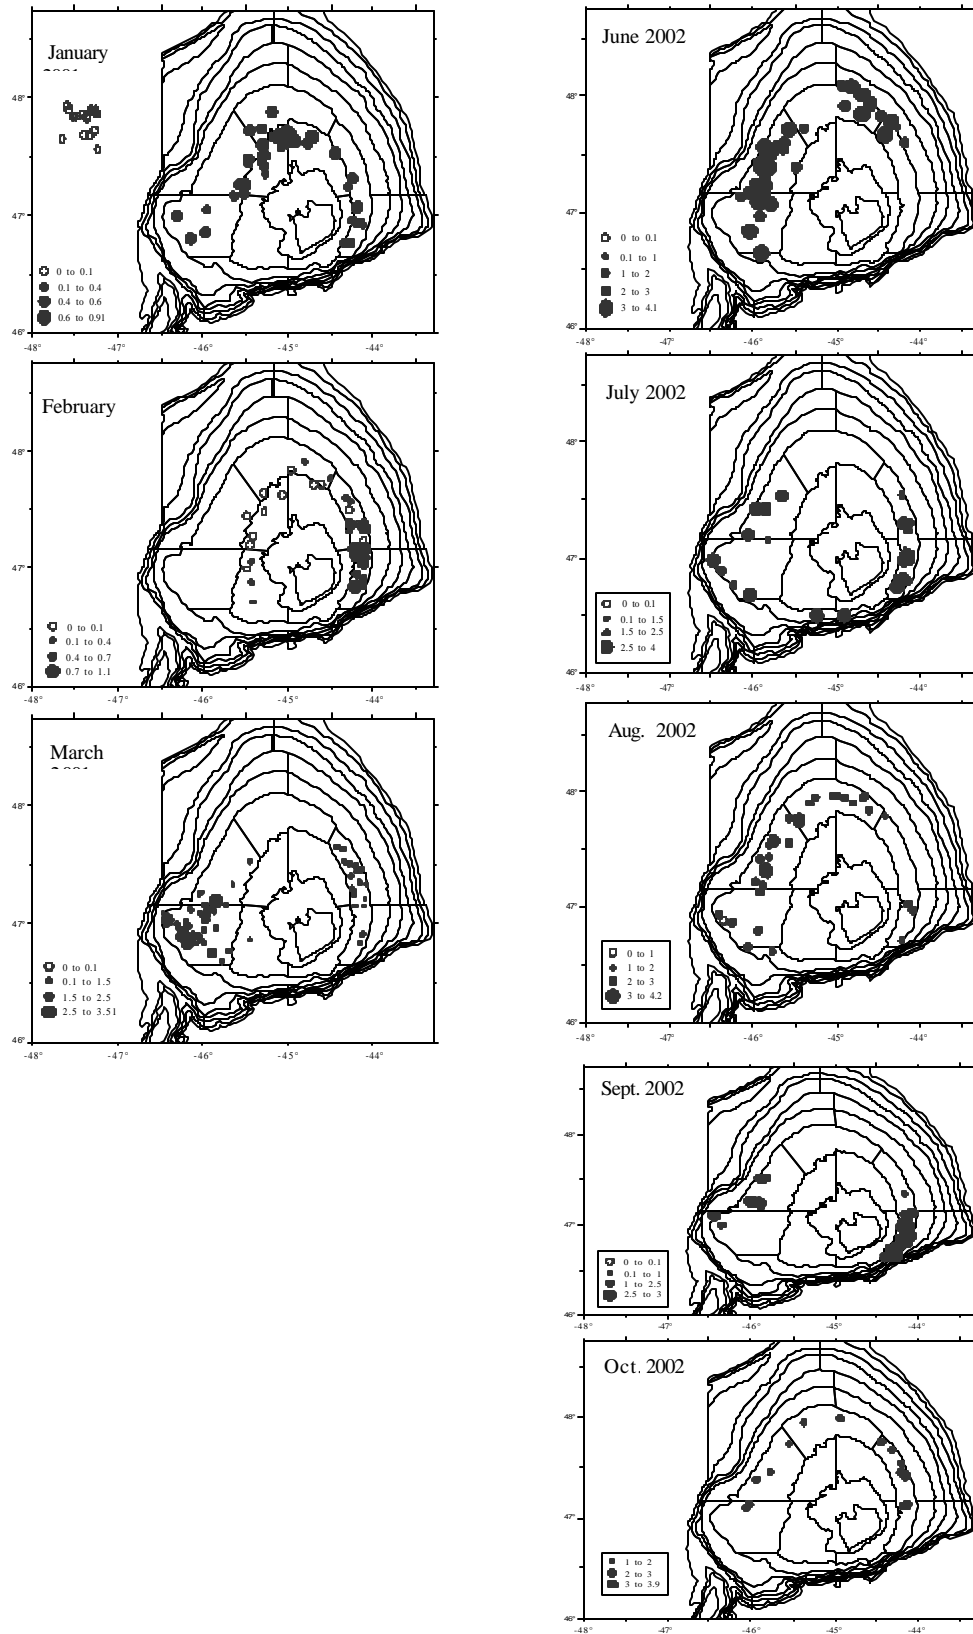 January
2001
48°
47°
46°
0 to 0.1
0.1 to 0.4
0.4 to 0.6
0.6 to 0.91
-48°
-47°
-46°
-45°
-44°
February
48°
47°
46°
0 to 0.1
0.1 to 0.4
0.4 to 0.7
0.7 to 1.1
-48°
-47°
-46°
-45°
-44°
March
2001
48°
47°
46°
0 to 0.1
0.1 to 1.5
1.5 to 2.5
2.5 to 3.51
-48°
-47°
-46°
-45°
-44°
June 2002
48°
47°
46°
0 to 0.1
0.1 to 1
1 to 2
2 to 3
3 to 4.1
-48°
-47°
-46°
-45°
-44°
July 2002
48°
47°
46°
0 to 0.1
0.1 to 1.5
1.5 to 2.5
2.5 to 4
-48°
-47°
-46°
-45°
-44°
Aug. 2002
48°
47°
46°
0 to 1
1 to 2
2 to 3
3 to 4.2
-48°
-47°
-46°
-45°
-44°
Sept. 2002
48°
47°
46°
0 to 0.1
0.1 to 1
1 to 2.5
2.5 to 3
-48°
-47°
-46°
-45°
-44°
Oct. 2002
48°
47°
46°
1 to 2
2 to 3
3 to 3.9
-48°
-47°
-46°
-45°
-44°